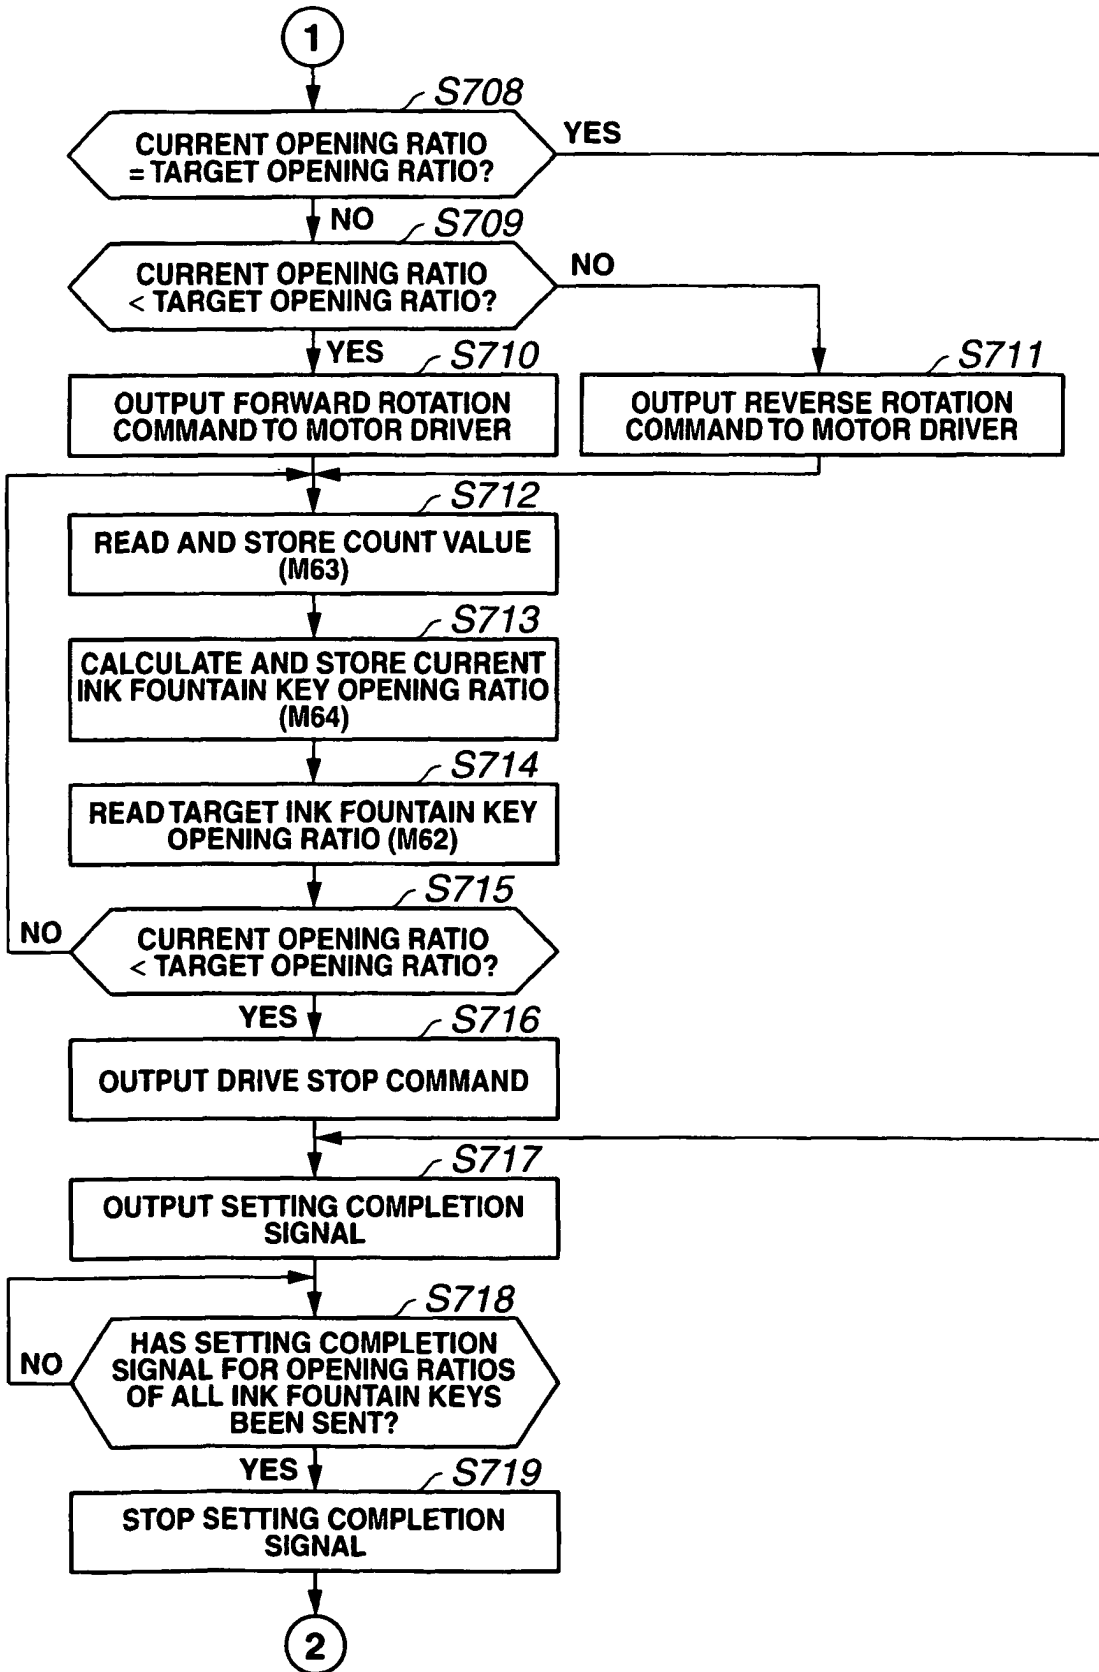 1
S708
CURRENT OPENING RATIO
= TARGET OPENING RATIO?
YES
NO
S709
CURRENT OPENING RATIO
< TARGET OPENING RATIO?
NO
YES
S710
OUTPUT FORWARD ROTATION
COMMAND TO MOTOR DRIVER
S711
OUTPUT REVERSE ROTATION
COMMAND TO MOTOR DRIVER
S712
READ AND STORE COUNT VALUE
(M63)
S713
CALCULATE AND STORE CURRENT
INK FOUNTAIN KEY OPENING RATIO
(M64)
S714
READ TARGET INK FOUNTAIN KEY
OPENING RATIO (M62)
S715
NO
CURRENT OPENING RATIO
< TARGET OPENING RATIO?
YES
S716
OUTPUT DRIVE STOP COMMAND
S717
OUTPUT SETTING COMPLETION
SIGNAL
S718
NO
HAS SETTING COMPLETION
SIGNAL FOR OPENING RATIOS
OF ALL INK FOUNTAIN KEYS
BEEN SENT?
YES
S719
STOP SETTING COMPLETION
SIGNAL
2